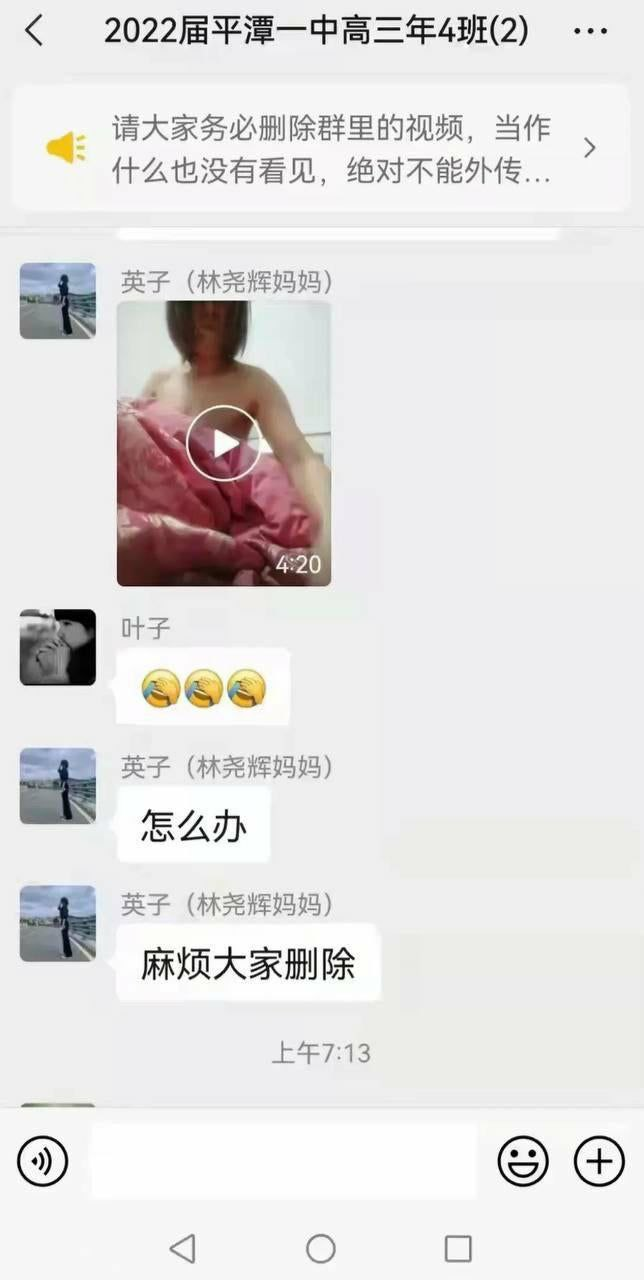 2022届平潭一中高三年4班(2)
请大家务必删除群里的视频，当作
什么也没有看见，绝对不能外传...
英子（林尧辉妈妈）
4:20
叶子
英子（林尧辉妈妈）
怎么办
英子（林尧辉妈妈）
麻烦大家删除
上午7:13